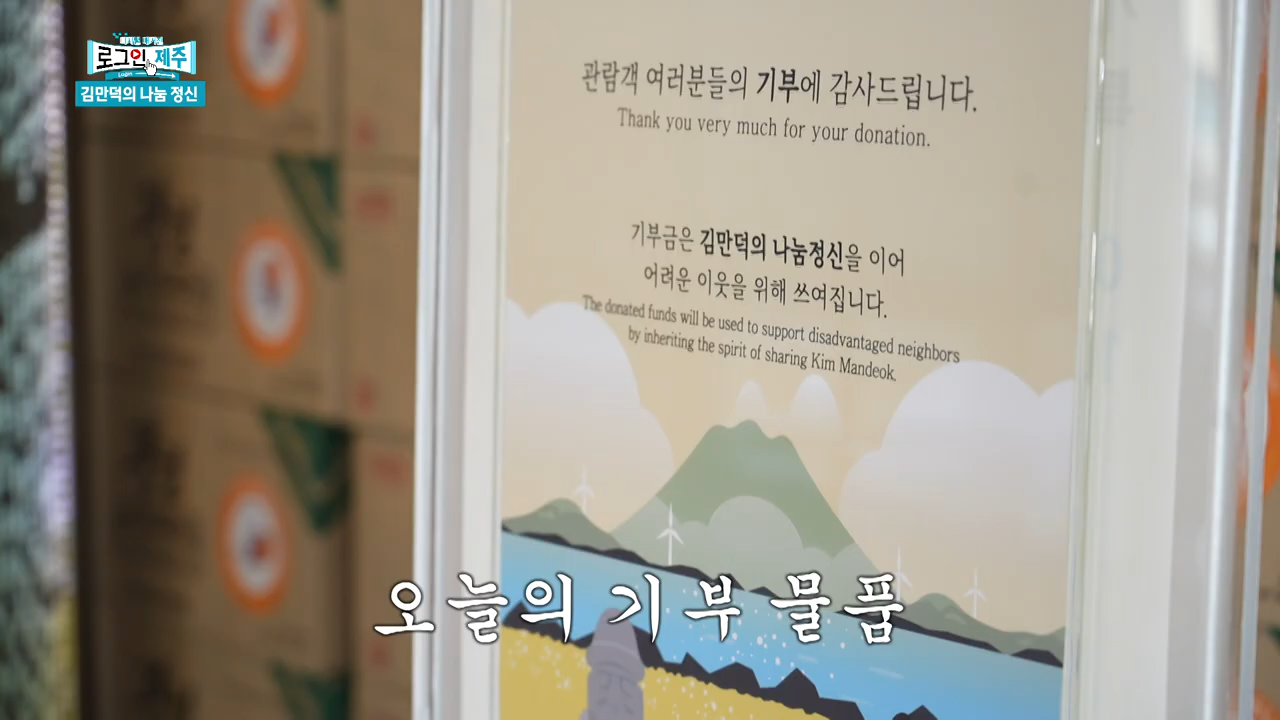 로그인 제주
Login
김만덕의 나눔 정신
관람객 여러분들의 기부에 감사드립니다.
Thank you very much for your donation.
기부금은 김만덕의 나눔정신을 이어
어려운 이웃을 위해 쓰여집니다.
The donated funds will be used to support disadvantaged neighbors
by inheriting the spirit of sharing Kim Mandeok.
오늘의 기부 물품